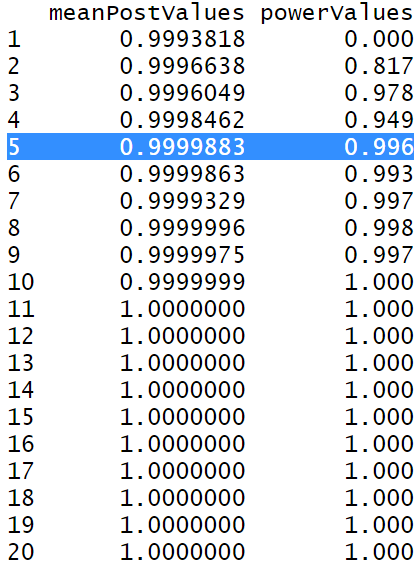 meanPostValues powerValues
1 0.9993818 0.000
2 0.9996638 0.817
3 0.9996049 0.978
4 0.9998462 0.949
5 0.9999883 0.996
6 0.9999863 0.993
7 0.9999329 0.997
8 0.9999996 0.998
9 0.9999975 0.997
10 0.9999999 1.000
11 1.0000000 1.000
12 1.0000000 1.000
13 1.0000000 1.000
14 1.0000000 1.000
15 1.0000000 1.000
16 1.0000000 1.000
17 1.0000000 1.000
18 1.0000000 1.000
19 1.0000000 1.000
20 1.0000000 1.000